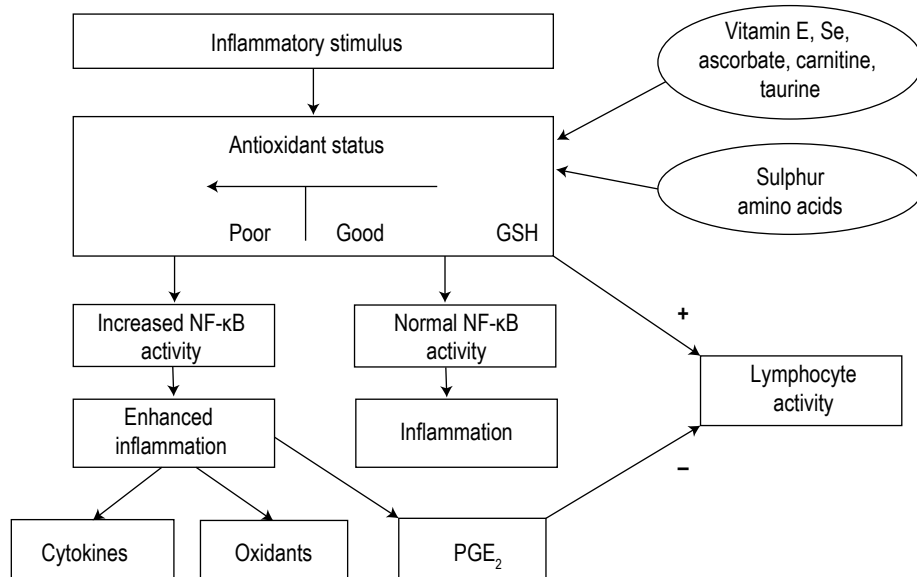 Inflammatory stimulus
Vitamin E, Se,
ascorbate, carnitine,
taurine
Antioxidant status
Sulphur
amino acids
Poor Good GSH
Increased NF-κB
activity
Normal NF-κB
activity
+
Lymphocyte
activity
Enhanced
inflammation
Inflammation
–
Cytokines
Oxidants
PGE₂